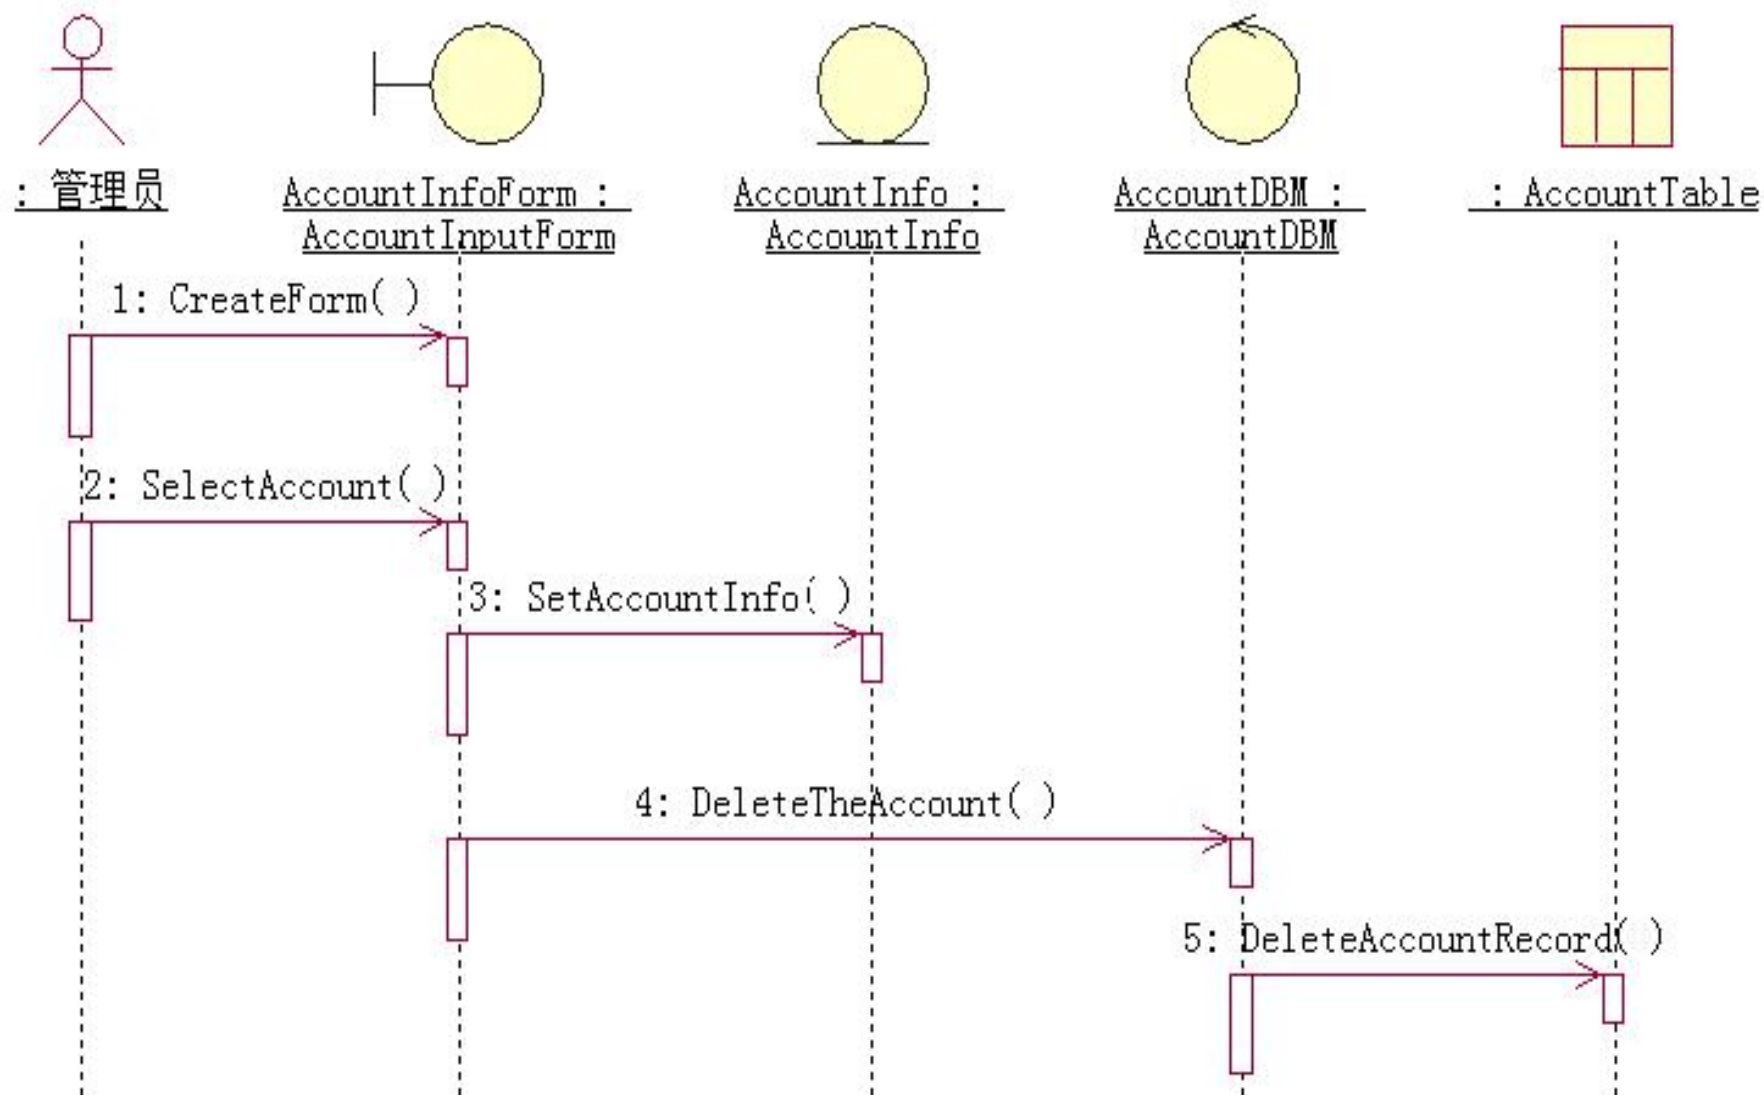 : 管理员
AccountInfoForm :
AccountInputForm
AccountInfo :
AccountInfo
AccountDBM :
AccountDBM
: AccountTable
1: CreateForm( )
2: SelectAccount( )
3: SetAccountInfo( )
4: DeleteTheAccount( )
5: DeleteAccountRecord( )